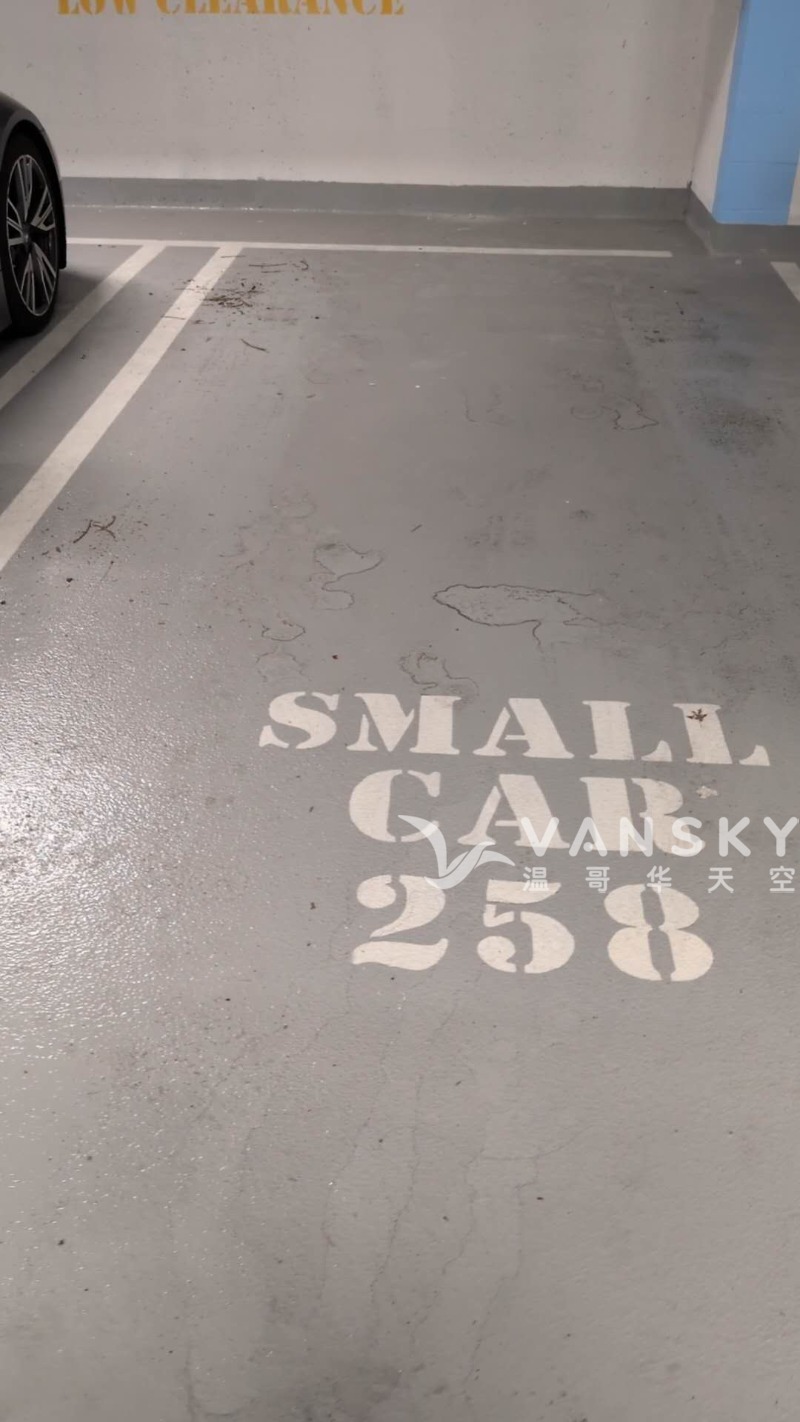 LOW CLEARANCE
SMALL
CAR
258
VANSKY
温哥华天空